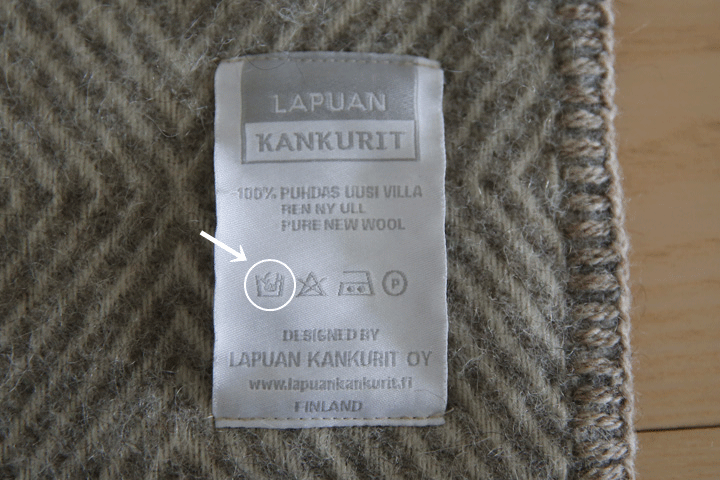 LAPUAN
KANKURIT
100% PUHDAS UUSI VILLA
REN NY ULL
PURE NEW WOOL
P
DESIGNED BY
LAPUAN KANKURIT OY
www.lapuankankurit.fi
FINLAND